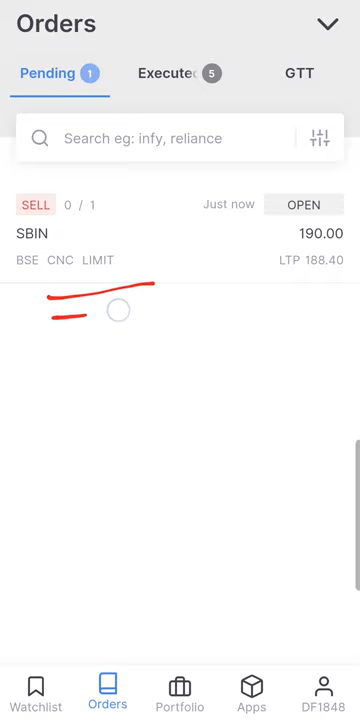 Orders
Pending 1 Execute 5 GTT
Search eg: infy, reliance
SELL 0 / 1 Just now OPEN
SBIN 190.00
BSE CNC LIMIT LTP 188.40
Watchlist Orders Portfolio Apps DF1848